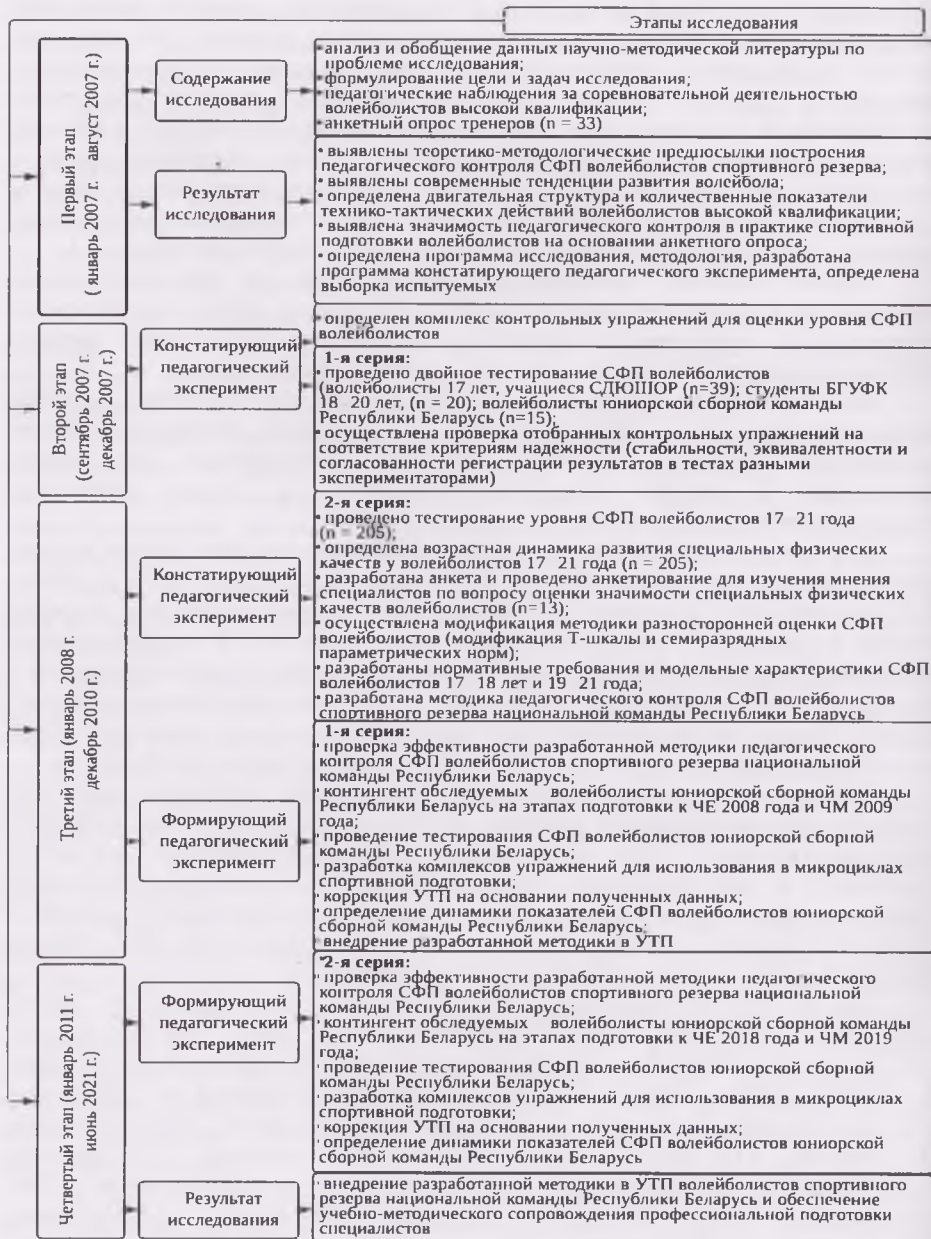 Этапы исследования
Первый этап
( январь 2007 г. август 2007 г.)
Содержание
исследования
•анализ и обобщение данных научно-методической литературы по
проблеме исследования;
•формулирование цели и задач исследования;
•педагогические наблюдения за соревновательной деятельностью
волейболистов высокой квалификации;
•анкетный опрос тренеров (n = 33)
Результат
исследования
• выявлены теоретико-методологические предпосылки построения
педагогического контроля СФП волейболистов спортивного резерва;
• выявлены современные тенденции развития волейбола;
• определена двигательная структура и количественные показатели
технико-тактических действий волейболистов высокой квалификации;
• выявлена значимость педагогического контроля в практике спортивной
подготовки волейболистов на основании анкетного опроса;
• определена программа исследования, методология, разработана
программа констатирующего педагогического эксперимента, определена
выборка испытуемых
Второй этап
(сентябрь 2007 г.
декабрь 2007 г.)
Констатирующий
педагогический
эксперимент
• определен комплекс контрольных упражнений для оценки уровня СФП
волейболистов
1-я серия:
• проведено двойное тестирование СФП волейболистов
(волейболисты 17 лет, учащиеся СДЮШОР (n=39); студенты БГУФК
18 20 лет, (n = 20); волейболисты юниорской сборной команды
Республики Беларусь (n=15);
• осуществлена проверка отобранных контрольных упражнений на
соответствие критериям надежности (стабильности, эквивалентности и
согласованности регистрации результатов в тестах разными
экспериментаторами)
Третий этап (январь 2008 г.
декабрь 2010 г.)
Констатирующий
педагогический
эксперимент
2-я серия:
• проведено тестирование уровня СФП волейболистов 17 21 года
(n = 205);
• определена возрастная динамика развития специальных физических
качеств у волейболистов 17 21 года (n = 205);
• разработана анкета и проведено анкетирование для изучения мнения
специалистов по вопросу оценки значимости специальных физических
качеств волейболистов (n=13);
• осуществлена модификация методики разносторонней оценки СФП
волейболистов (модификация Т-шкалы и семиразрядных
параметрических норм);
• разработаны нормативные требования и модельные характеристики СФП
волейболистов 17 18 лет и 19 21 года;
• разработана методика педагогического контроля СФП волейболистов
спортивного резерва национальной команды Республики Беларусь
Формирующий
педагогический
эксперимент
1-я серия:
• проверка эффективности разработанной методики педагогического
контроля СФП волейболистов спортивного резерва национальной
команды Республики Беларусь;
• контингент обследуемых волейболисты юниорской сборной команды
Республики Беларусь на этапах подготовки к ЧЕ 2008 года и ЧМ 2009
года;
• проведение тестирования СФП волейболистов юниорской сборной
команды Республики Беларусь;
• разработка комплексов упражнений для использования в микроциклах
спортивной подготовки;
• коррекция УТП на основании полученных данных;
• определение динамики показателей СФП волейболистов юниорской
сборной команды Республики Беларусь;
• внедрение разработанной методики в УТП
Четвертый этап (январь 2011 г.
июнь 2021 г.)
Формирующий
педагогический
эксперимент
2-я серия:
• проверка эффективности разработанной методики педагогического
контроля СФП волейболистов спортивного резерва национальной
команды Республики Беларусь;
• контингент обследуемых волейболисты юниорской сборной команды
Республики Беларусь на этапах подготовки к ЧЕ 2018 года и ЧМ 2019
года;
• проведение тестирования СФП волейболистов юниорской сборной
команды Республики Беларусь;
• разработка комплексов упражнений для использования в микроциклах
спортивной подготовки;
• коррекция УТП на основании полученных данных;
• определение динамики показателей СФП волейболистов юниорской
сборной команды Республики Беларусь
Результат
исследования
• внедрение разработанной методики в УТП волейболистов спортивного
резерва национальной команды Республики Беларусь и обеспечение
учебно-методического сопровождения профессиональной подготовки
специалистов